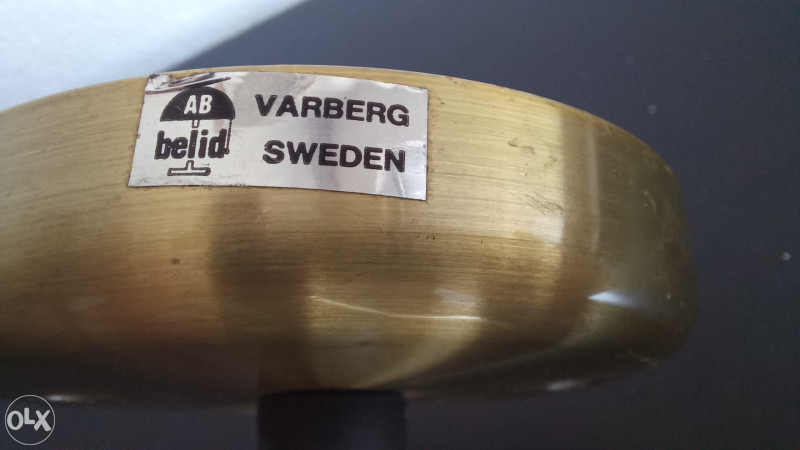 AB
belid
VARBERG
SWEDEN
OLX